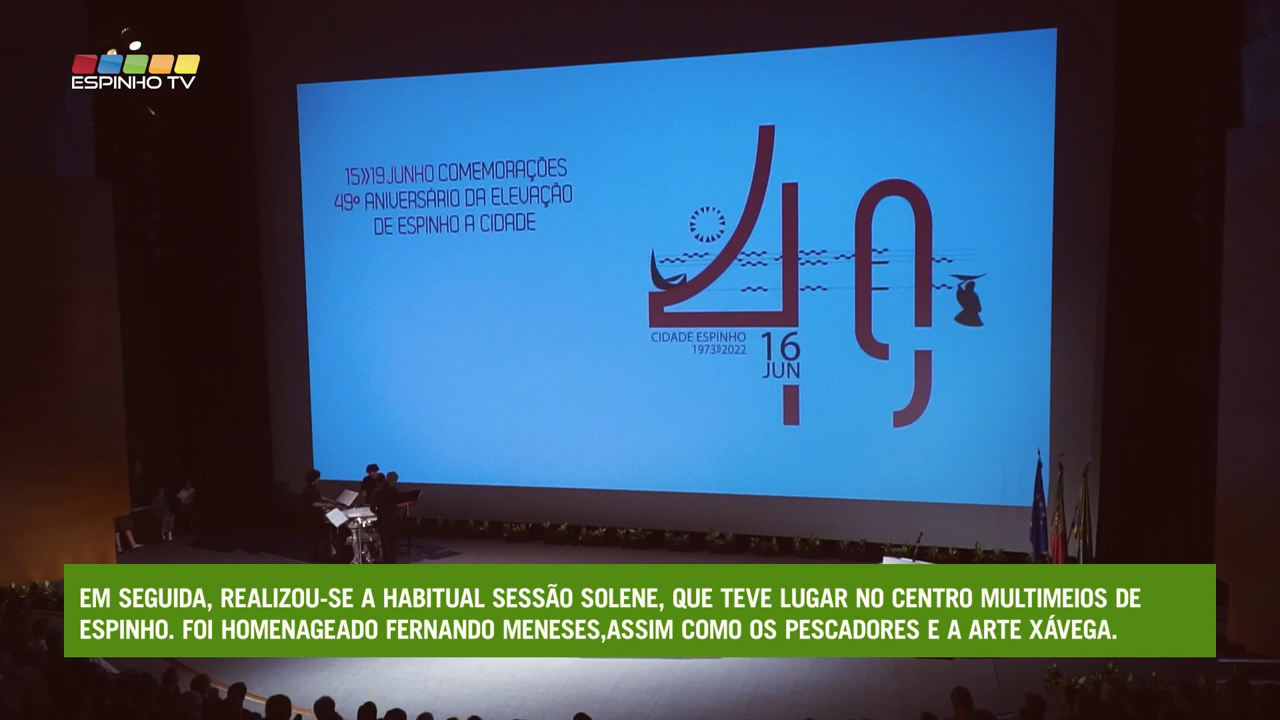 ESPINHO TV
15»19 JUNHO COMEMORAÇÕES
49º ANIVERSÁRIO DA ELEVAÇÃO
DE ESPINHO A CIDADE
49
CIDADE ESPINHO
1973»2022
16
JUN
EM SEGUIDA, REALIZOU-SE A HABITUAL SESSÃO SOLENE, QUE TEVE LUGAR NO CENTRO MULTIMEIOS DE
ESPINHO. FOI HOMENAGEADO FERNANDO MENESES,ASSIM COMO OS PESCADORES E A ARTE XÁVEGA.